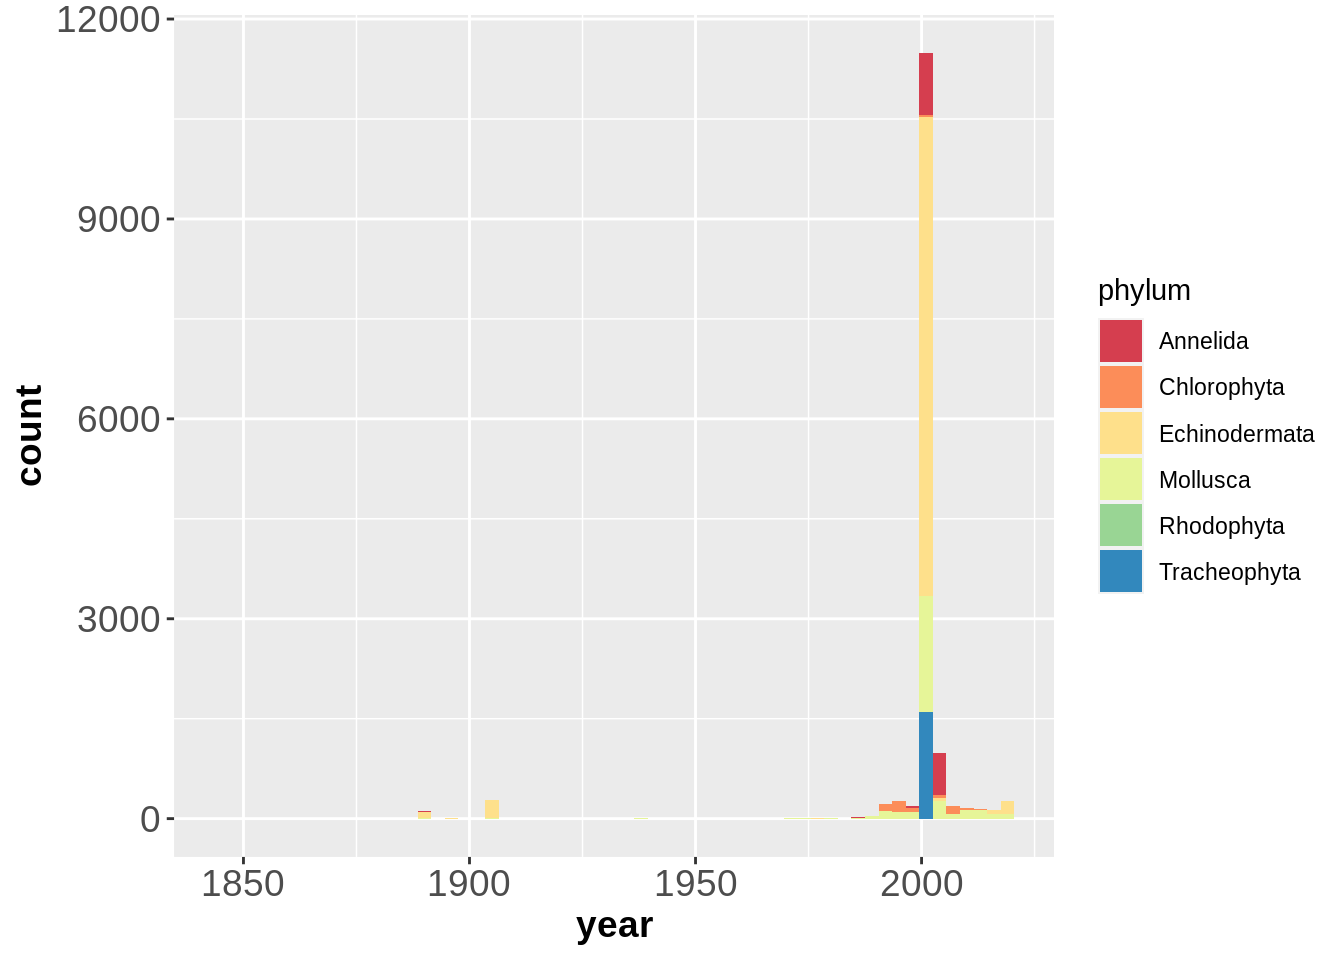 12000
9000
6000
3000
0
count
1850 1900 1950 2000
year
phylum
Annelida
Chlorophyta
Echinodermata
Mollusca
Rhodophyta
Tracheophyta